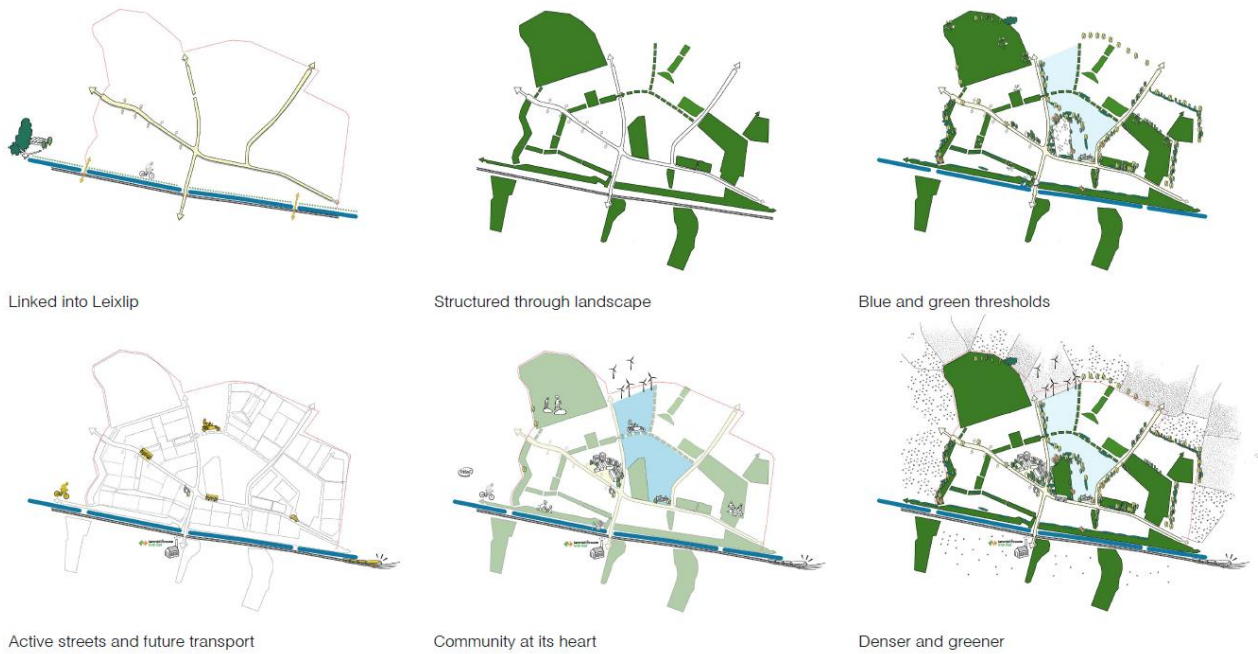 Linked into Leixlip
Structured through landscape
Blue and green thresholds
Active streets and future transport
Community at its heart
Denser and greener